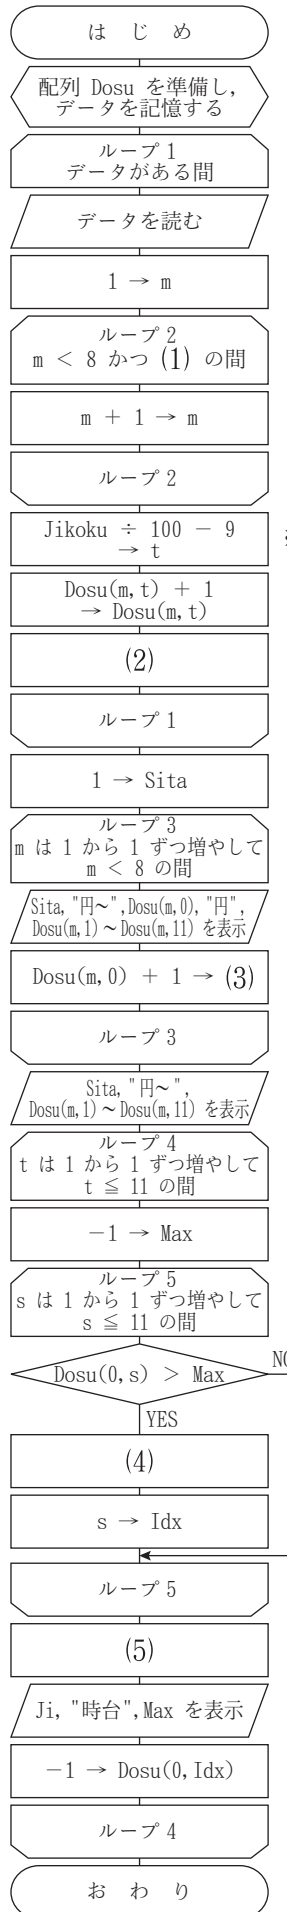 は じ め
配列 Dosu を準備し,
データを記憶する
ループ1
データがある間
データを読む
1 → m
ループ2
m < 8 かつ (1) の間
m + 1 → m
ループ2
Jikoku ÷ 100 － 9
→ t
Dosu(m,t) + 1
→ Dosu(m,t)
(2)
ループ1
1 → Sita
ループ3
m は 1 から 1 ずつ増やして
m < 8 の間
Sita,"円～",Dosu(m,0),"円",
Dosu(m,1)～Dosu(m,11) を表示
Dosu(m,0) + 1 → (3)
ループ3
Sita,"円～",
Dosu(m,1)～Dosu(m,11) を表示
ループ4
t は 1 から 1 ずつ増やして
t ≦ 11 の間
－1 → Max
ループ5
s は 1 から 1 ずつ増やして
s ≦ 11 の間
Dosu(0,s) > Max
NO
YES
(4)
s → Idx
ループ5
(5)
Ji,"時台",Max を表示
－1 → Dosu(0,Idx)
ループ4
お わ り